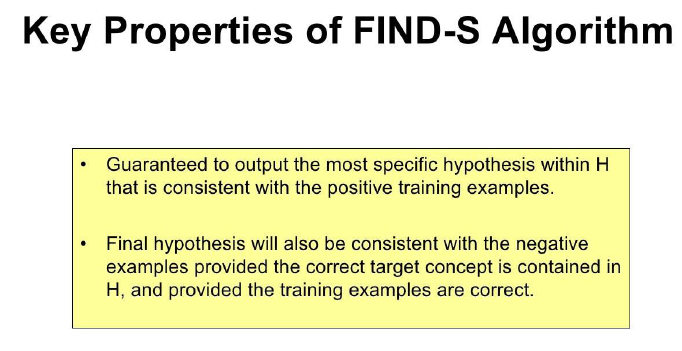 Key Properties of FIND-S Algorithm
• Guaranteed to output the most specific hypothesis within H
that is consistent with the positive training examples.
• Final hypothesis will also be consistent with the negative
examples provided the correct target concept is contained in
H, and provided the training examples are correct.